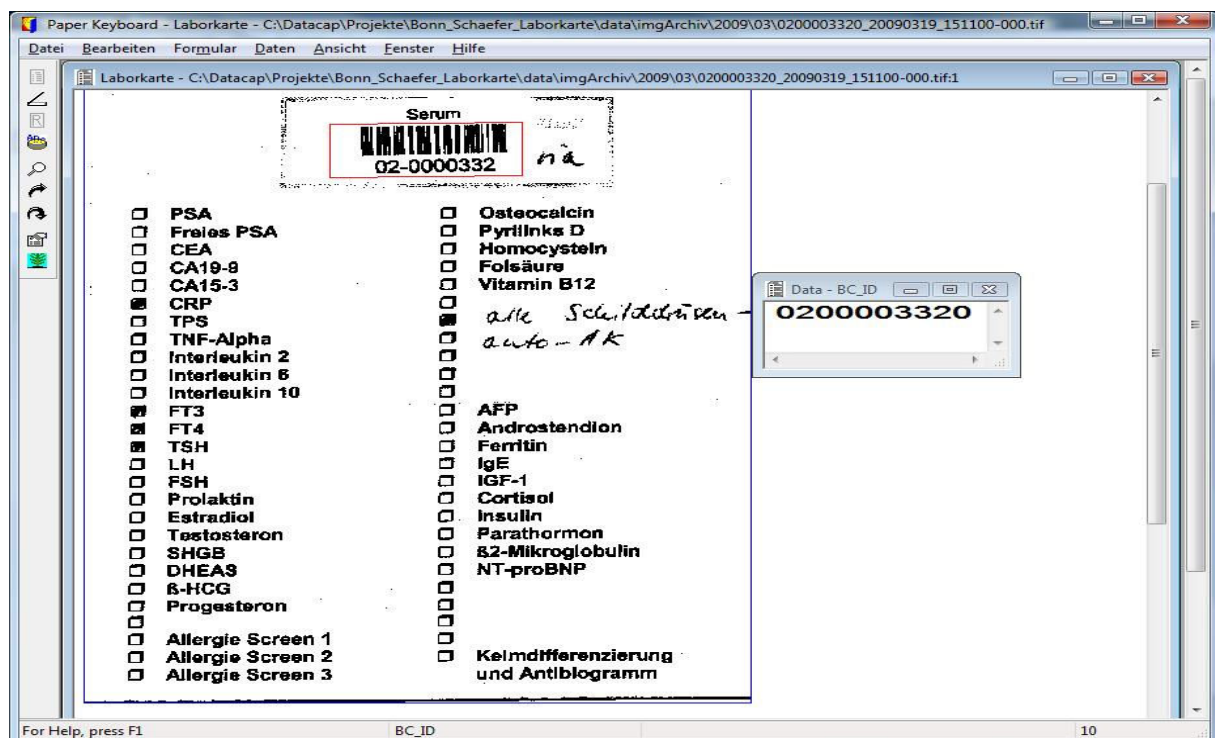 Paper Keyboard - Laborkarte - C:\Datacap\Projekte\Bonn_Schaefer_Laborkarte\data\imgArchiv\2009\03\0200003320_20090319_151100-000.tif
Datei Bearbeiten Formular Daten Ansicht Fenster Hilfe
Laborkarte - C:\Datacap\Projekte\Bonn_Schaefer_Laborkarte\data\imgArchiv\2009\03\0200003320_20090319_151100-000.tif:1
Serum
02-0000332
PSA
Freies PSA
CEA
CA19-9
CA15-3
CRP
TPS
TNF-Alpha
Interleukin 2
Interleukin 6
Interleukin 10
FT3
FT4
TSH
LH
FSH
Prolaktin
Estradiol
Testosteron
SHGB
DHEAS
ß-HCG
Progesteron
Allergie Screen 1
Allergie Screen 2
Allergie Screen 3
Osteocalcin
Pyrilinks D
Homocystein
Folsäure
Vitamin B12
alle Schilddrüsen-
auto-AK
AFP
Androstendion
Ferritin
IgE
IGF-1
Cortisol
Insulin
Parathormon
ß2-Mikroglobulin
NT-proBNP
Keimdifferenzierung
und Antibiogramm
Data - BC_ID
0200003320
For Help, press F1
BC_ID
10